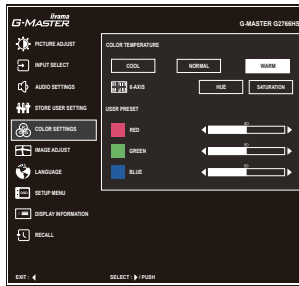 iiyama
G-MASTER
G-MASTER G2766HS
PICTURE ADJUST
INPUT SELECT
AUDIO SETTINGS
STORE USER SETTING
COLOR SETTINGS
IMAGE ADJUST
LANGUAGE
SETUP MENU
DISPLAY INFORMATION
RECALL
COLOR TEMPERATURE
COOL NORMAL WARM
6-AXIS HUE SATURATION
USER PRESET
RED 50
GREEN 50
BLUE 50
EXIT : SELECT : / PUSH